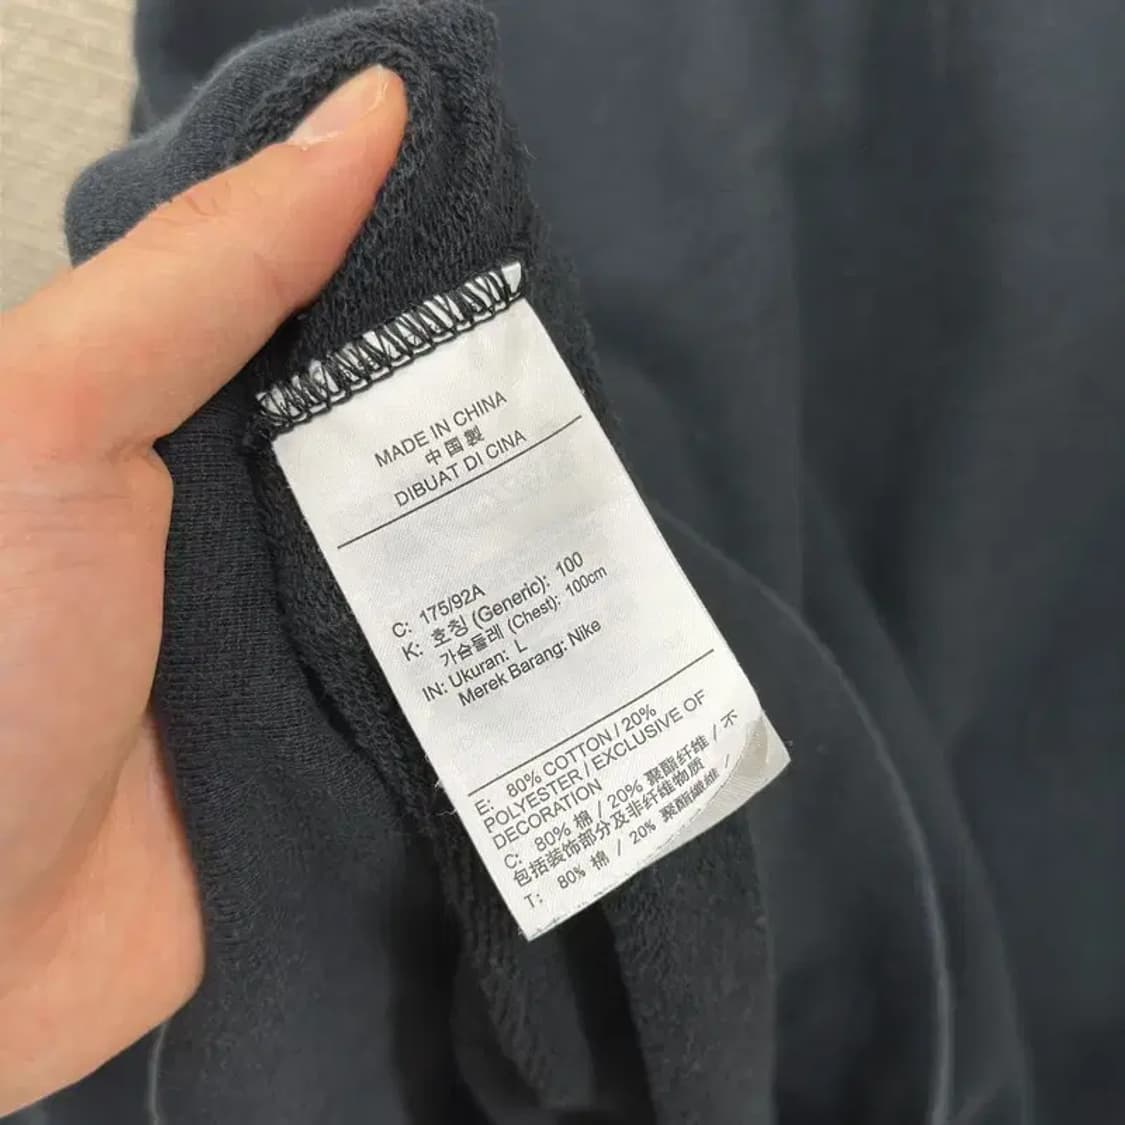 MADE IN CHINA
中国製
DIBUAT DI CINA
C: 175/92A
K: 호칭 (Generic): 100
가슴둘레 (Chest): 100cm
IN: Ukuran: L
Merek Barang: Nike
E: 80% COTTON / 20%
POLYESTER / EXCLUSIVE OF
DECORATION
C: 80% 棉 / 20% 聚酯纤维 / 不
包括装饰部分及非纤维物质
T: 80% 棉 / 20% 聚酯纖維 /